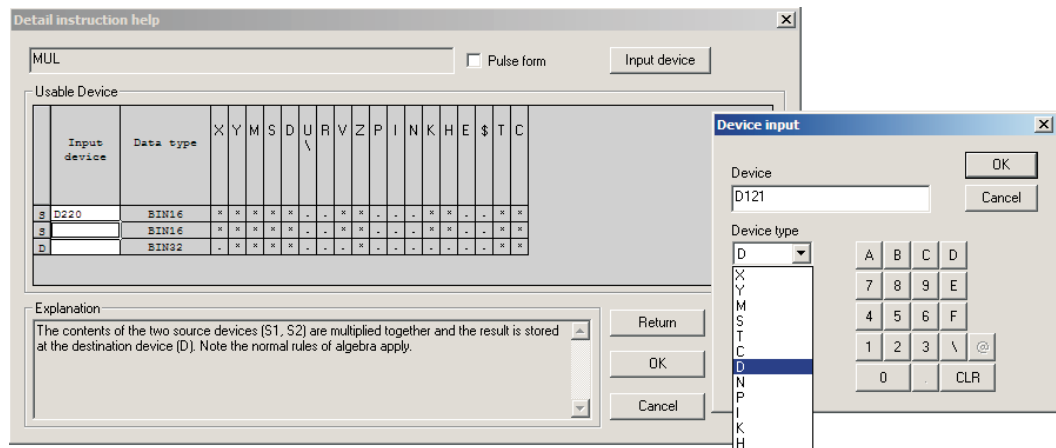 Detail instruction help
MUL
Pulse form
Input device
Usable Device
Input device
Data type
X Y M S D U\ R V Z P I N K H E $ T C
S D220 BIN16 * * * * * - - * * - - - * * - - * *
S BIN16 * * * * * - - * * - - - * * - - * *
D BIN32 - * * * * - - - * - - - - - - - * *
Explanation
The contents of the two source devices (S1, S2) are multiplied together and the result is stored
at the destination device (D). Note the normal rules of algebra apply.
Return
OK
Cancel
Device input
Device
D121
OK
Cancel
Device type
D
X
Y
M
S
T
C
D
N
P
I
K
H
A B C D
7 8 9 E
4 5 6 F
1 2 3 \ @
0 . CLR